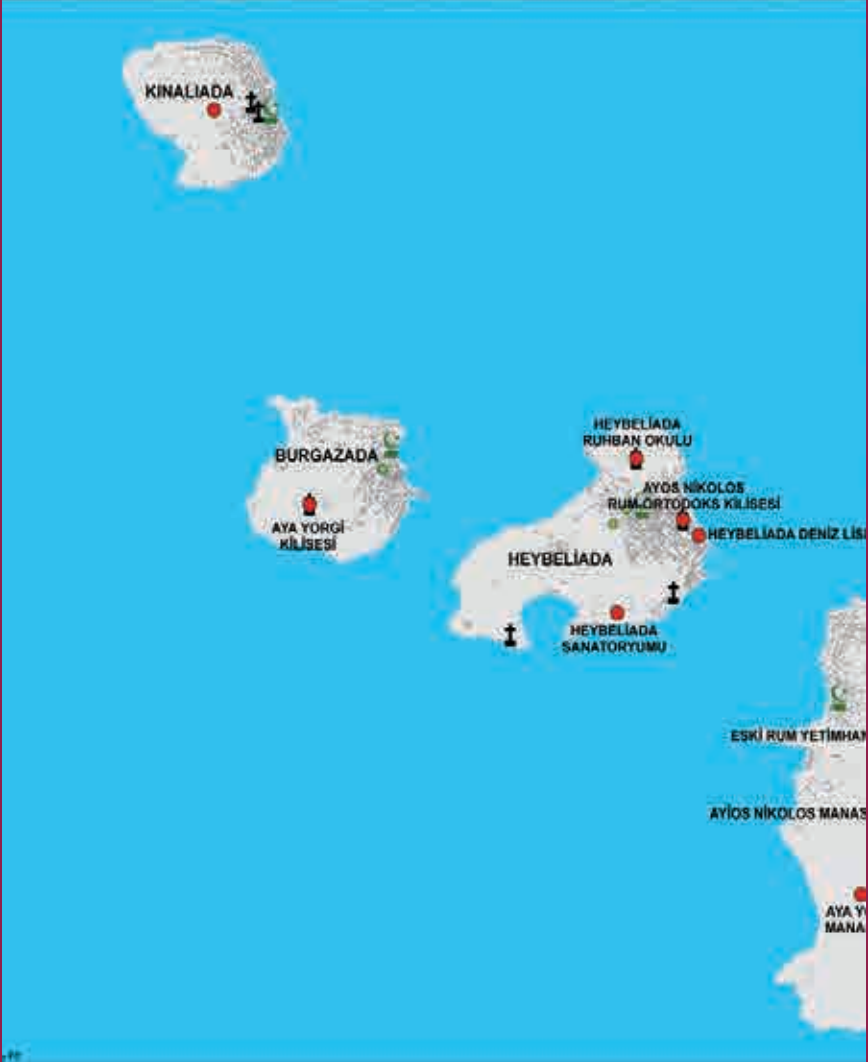 KINALIADA
BURGAZADA
AYA YORGİ
KİLİSESİ
HEYBELİADA
RUHBAN OKULU
AYOS NİKOLOS
RUM ORTODOKS KİLİSESİ
HEYBELİADA DENİZ LİS
HEYBELİADA
HEYBELİADA
SANATORYUMU
ESKİ RUM YETİMHAN
AYİOS NİKOLOS MANAS
AYA Y
MANA